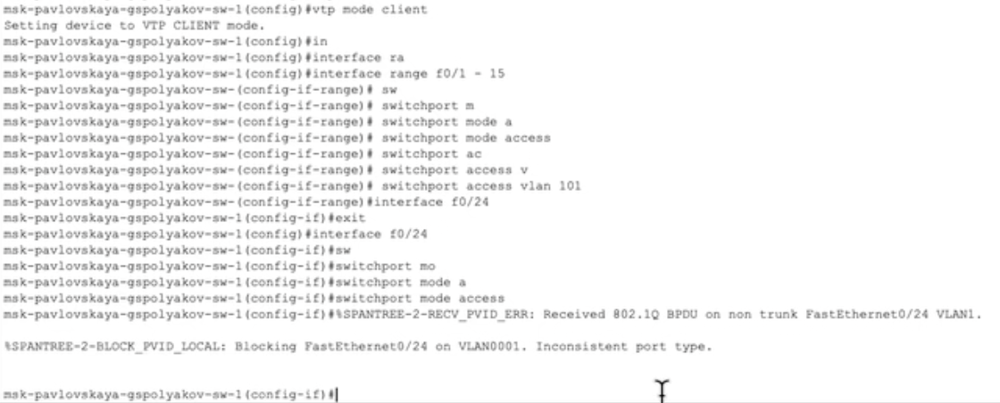 msk-pavlovskaya-gspolyakov-sw-1(config)#vtp mode client
Setting device to VTP CLIENT mode.
msk-pavlovskaya-gspolyakov-sw-1(config)#in
msk-pavlovskaya-gspolyakov-sw-1(config)#interface ra
msk-pavlovskaya-gspolyakov-sw-1(config)#interface range f0/1 - 15
msk-pavlovskaya-gspolyakov-sw-(config-if-range)# sw
msk-pavlovskaya-gspolyakov-sw-(config-if-range)# switchport m
msk-pavlovskaya-gspolyakov-sw-(config-if-range)# switchport mode a
msk-pavlovskaya-gspolyakov-sw-(config-if-range)# switchport mode access
msk-pavlovskaya-gspolyakov-sw-(config-if-range)# switchport ac
msk-pavlovskaya-gspolyakov-sw-(config-if-range)# switchport access v
msk-pavlovskaya-gspolyakov-sw-(config-if-range)# switchport access vlan 101
msk-pavlovskaya-gspolyakov-sw-(config-if-range)#interface f0/24
msk-pavlovskaya-gspolyakov-sw-1(config-if)#exit
msk-pavlovskaya-gspolyakov-sw-1(config)#interface f0/24
msk-pavlovskaya-gspolyakov-sw-1(config-if)#sw
msk-pavlovskaya-gspolyakov-sw-1(config-if)#switchport mo
msk-pavlovskaya-gspolyakov-sw-1(config-if)#switchport mode a
msk-pavlovskaya-gspolyakov-sw-1(config-if)#switchport mode access
msk-pavlovskaya-gspolyakov-sw-1(config-if)#%SPANTREE-2-RECV_PVID_ERR: Received 802.1Q BPDU on non trunk FastEthernet0/24 VLAN1.
%SPANTREE-2-BLOCK_PVID_LOCAL: Blocking FastEthernet0/24 on VLAN0001. Inconsistent port type.
msk-pavlovskaya-gspolyakov-sw-1(config-if)#